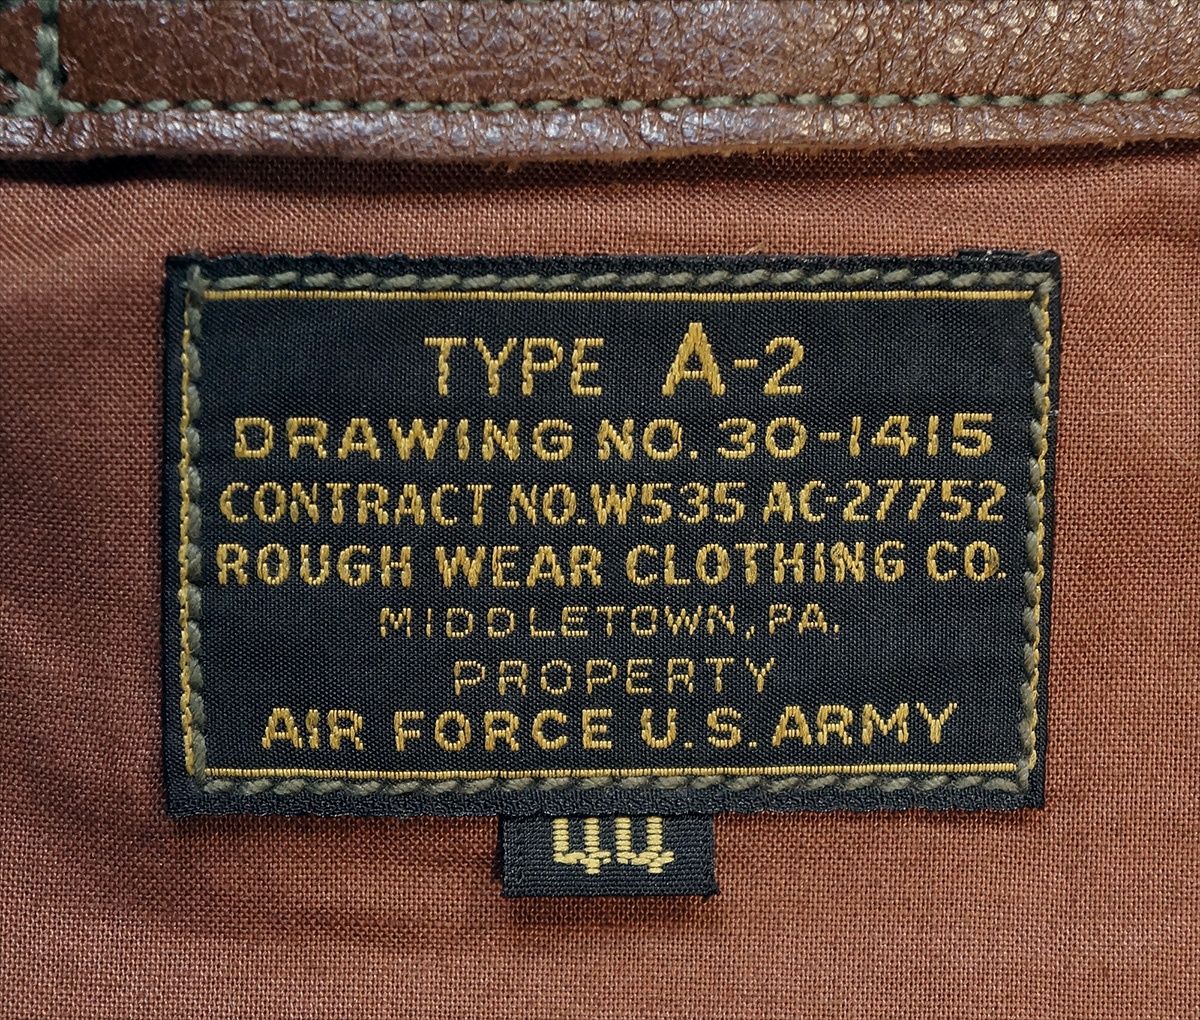 TYPE A-2
DRAWING NO. 30-1415
CONTRACT NO. W535 AC-27752
ROUGH WEAR CLOTHING CO.
MIDDLETOWN, PA.
PROPERTY
AIR FORCE U.S. ARMY
44